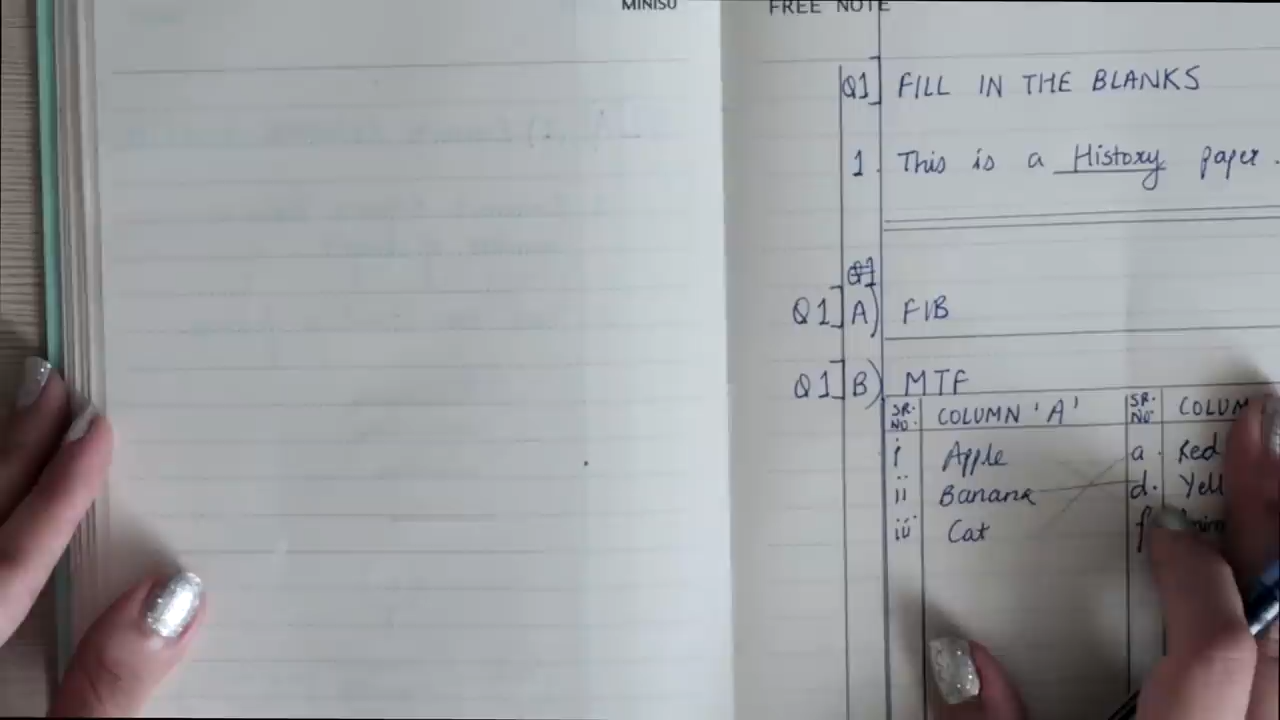 MINISO
FREE NOTE
Q1] FILL IN THE BLANKS
1. This is a History paper.
Q1
Q1] A) FIB
Q1] B) MTF
SR. NO. COLUMN 'A' SR. NO. COLUM
i Apple a. Red
ii Banana d. Yell
iii Cat f